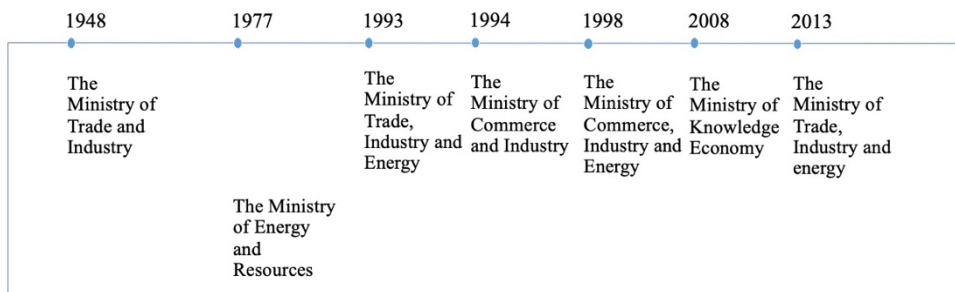 1948
1977
1993
1994
1998
2008
2013
The
Ministry of
Trade and
Industry
The Ministry
of Energy
and
Resources
The
Ministry of
Trade,
Industry and
Energy
The
Ministry of
Commerce
and Industry
The
Ministry of
Commerce,
Industry and
Energy
The
Ministry of
Knowledge
Economy
The
Ministry of
Trade,
Industry and
energy